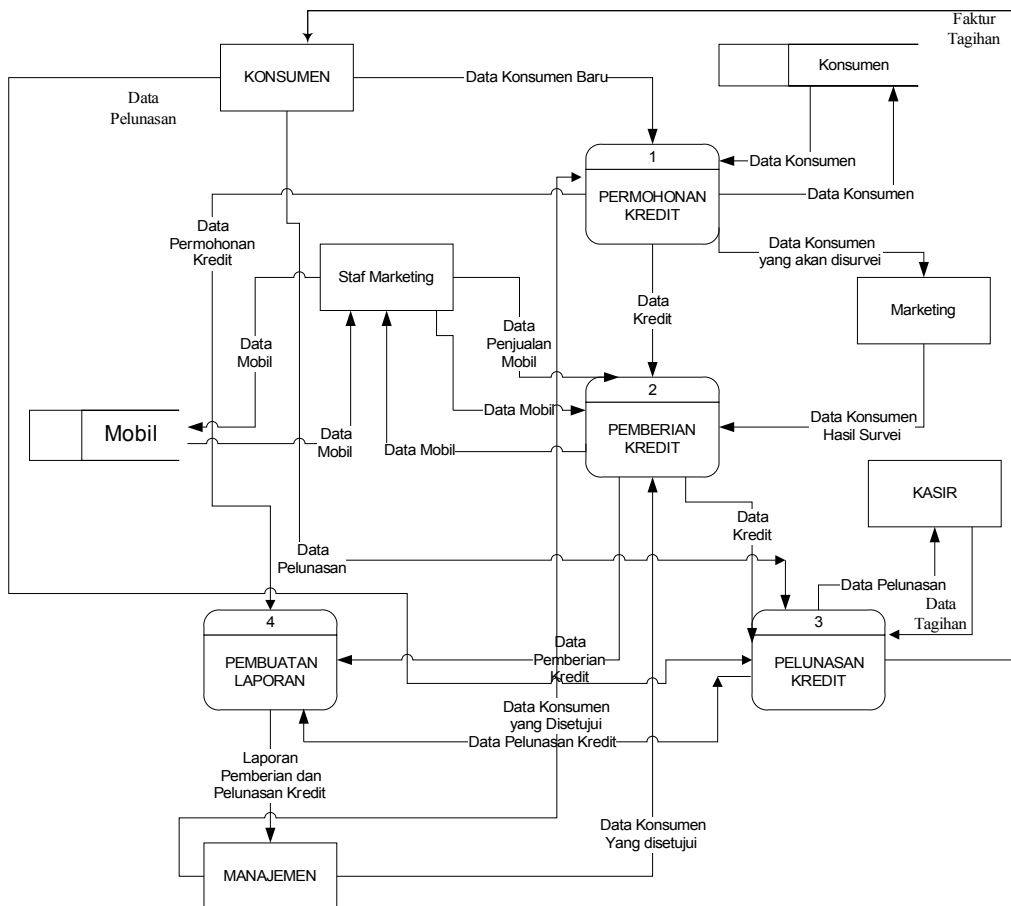 Faktur
Tagihan
KONSUMEN
Data Konsumen Baru
Konsumen
Data
Pelunasan
1
PERMOHONAN
KREDIT
Data Konsumen
Data Konsumen
Data
Permohonan
Kredit
Data Konsumen
yang akan disurvei
Staf Marketing
Marketing
Data
Kredit
Data
Penjualan
Mobil
Data
Mobil
2
PEMBERIAN
KREDIT
Data Mobil
Data Konsumen
Hasil Survei
Mobil
Data
Mobil
Data Mobil
KASIR
Data
Kredit
Data
Pelunasan
Data Pelunasan
Data
Tagihan
4
PEMBUATAN
LAPORAN
3
PELUNASAN
KREDIT
Data
Pemberian
Kredit
Data Konsumen
yang Disetujui
Data Pelunasan Kredit
Laporan
Pemberian dan
Pelunasan Kredit
Data Konsumen
Yang disetujui
MANAJEMEN